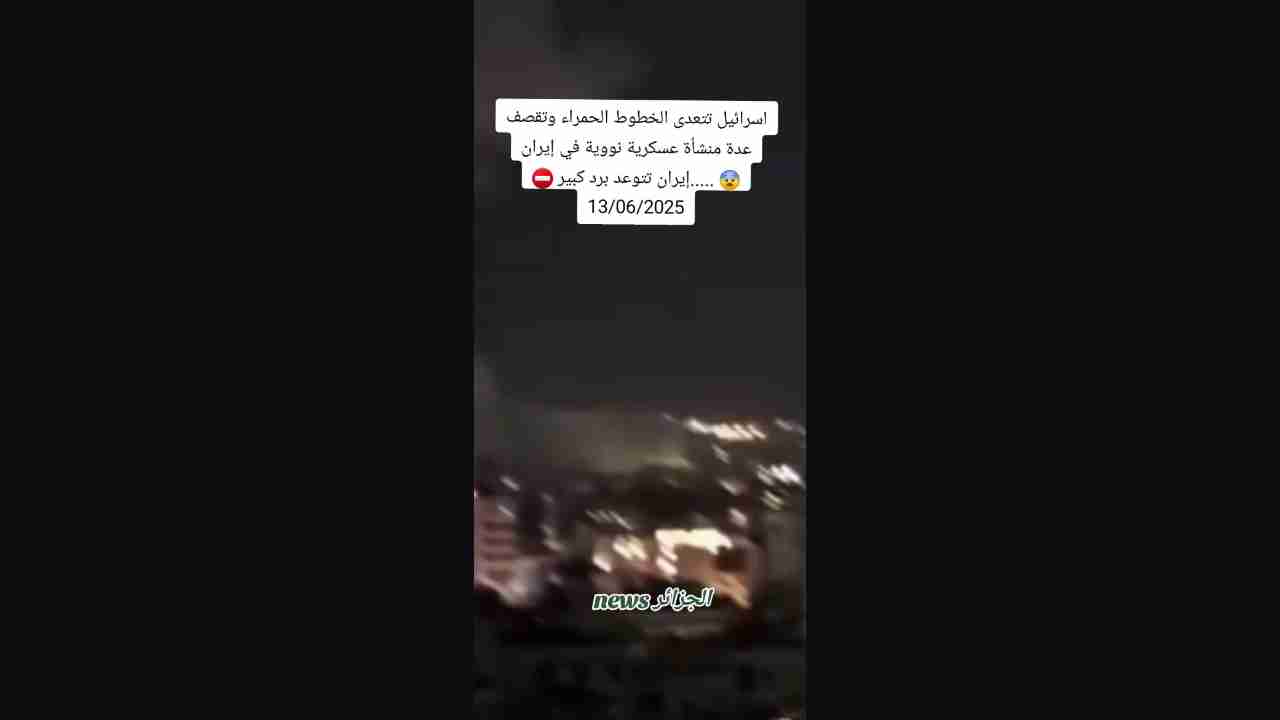 اسرائيل تتعدى الخطوط الحمراء وتقصف
عدة منشأة عسكرية نووية في إيران
😨 .....إيران تتوعد برد كبير ⛔
13/06/2025
الجزائر news